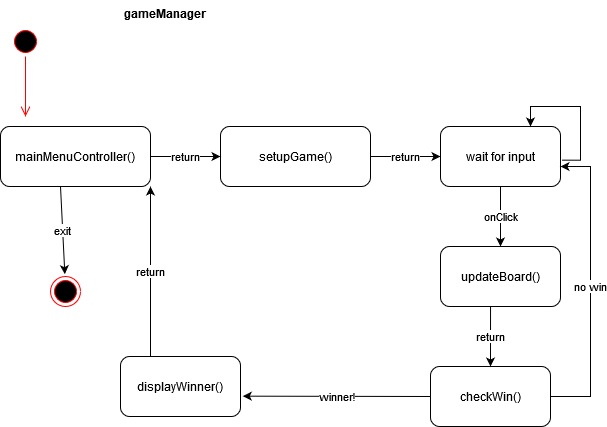 gameManager
mainMenuController()
return
setupGame()
return
wait for input
onClick
exit
return
updateBoard()
no win
return
displayWinner()
winner!
checkWin()